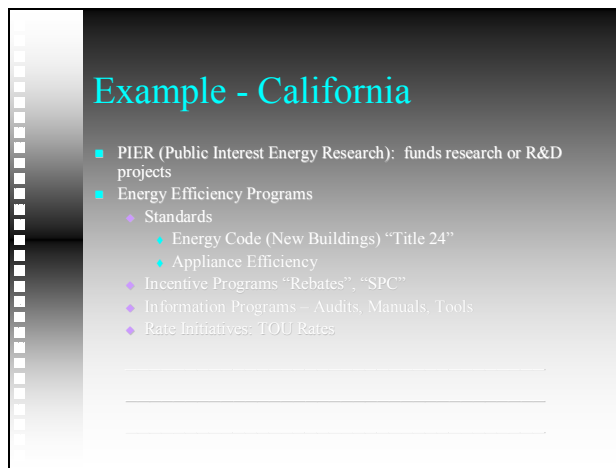 Example - California
PIER (Public Interest Energy Research):  funds research or R&D
projects
Energy Efficiency Programs
Standards
Energy Code (New Buildings) “Title 24”
Appliance Efficiency
Incentive Programs “Rebates”, “SPC”
Information Programs – Audits, Manuals, Tools
Rate Initiatives: TOU Rates